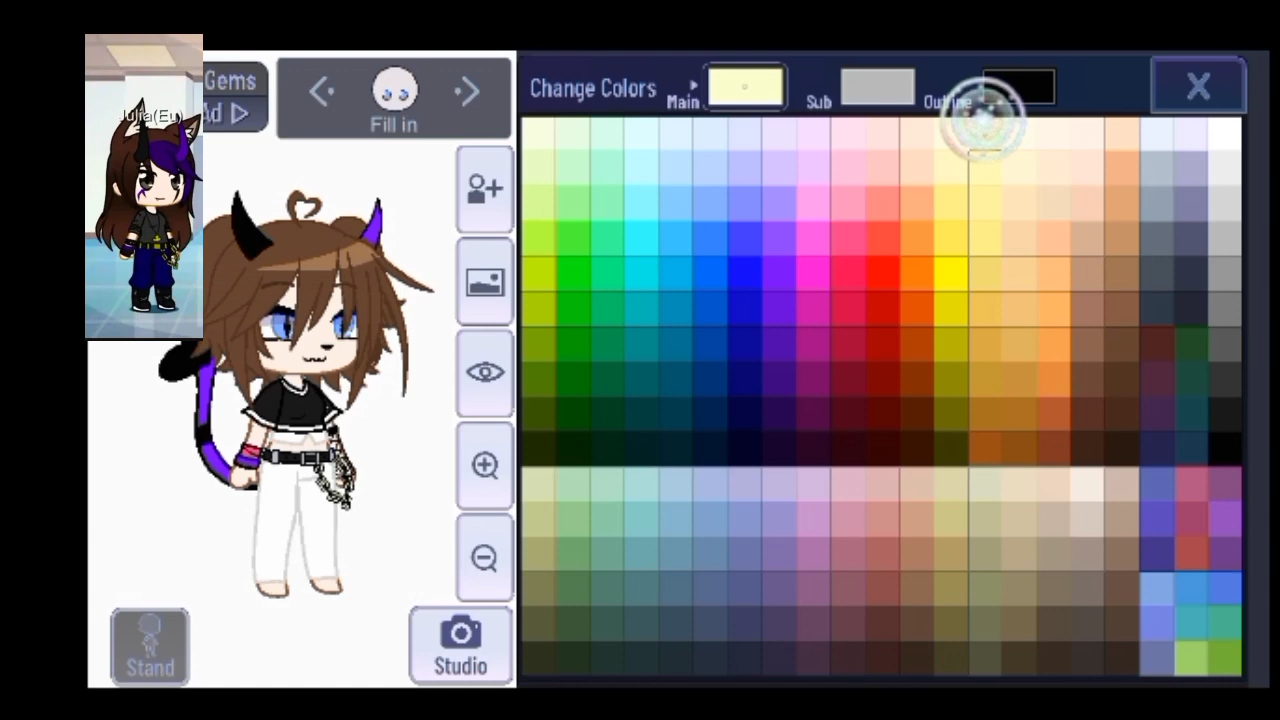 Julia(Eu)
Gems
Ad
Fill in
Change Colors
Main
Sub
Outline
X
Stand
Studio